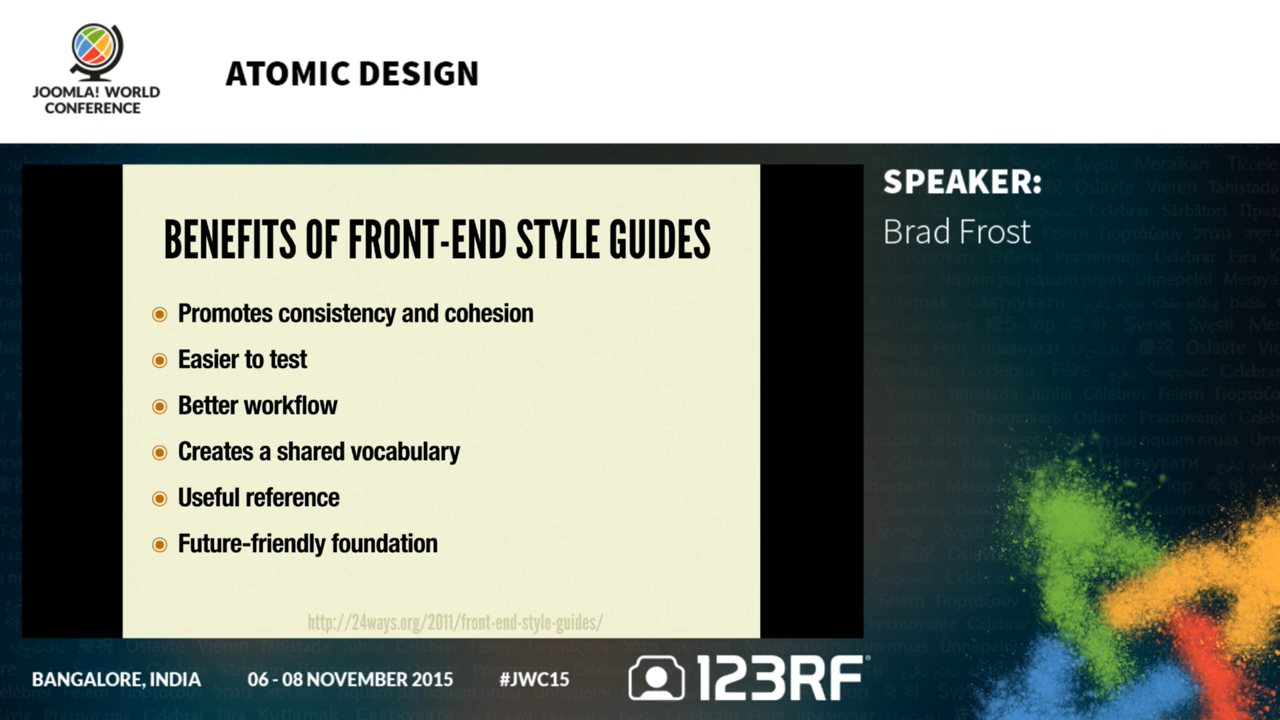 JOOMLA! WORLD
CONFERENCE
ATOMIC DESIGN
BENEFITS OF FRONT-END STYLE GUIDES
Promotes consistency and cohesion
Easier to test
Better workflow
Creates a shared vocabulary
Useful reference
Future-friendly foundation
http://24ways.org/2011/front-end-style-guides/
SPEAKER:
Brad Frost
BANGALORE, INDIA
06 - 08 NOVEMBER 2015
#JWC15
123RF®